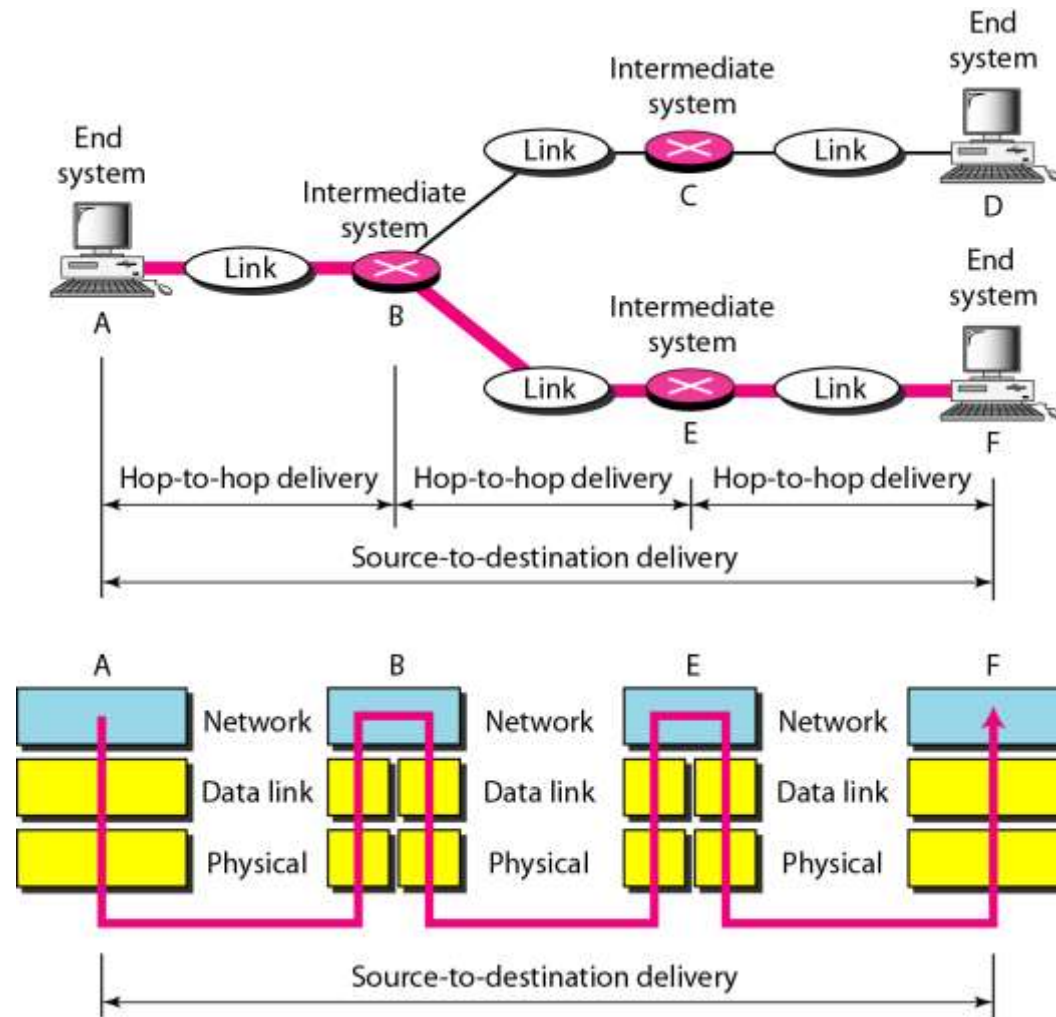 End
system
Intermediate
system
End
system
Link
Link
C
D
Intermediate
system
Link
A
B
End
system
Intermediate
system
Link
Link
E
F
Hop-to-hop delivery
Hop-to-hop delivery
Hop-to-hop delivery
Source-to-destination delivery
A
B
E
F
Network
Network
Network
Data link
Data link
Data link
Physical
Physical
Physical
Source-to-destination delivery